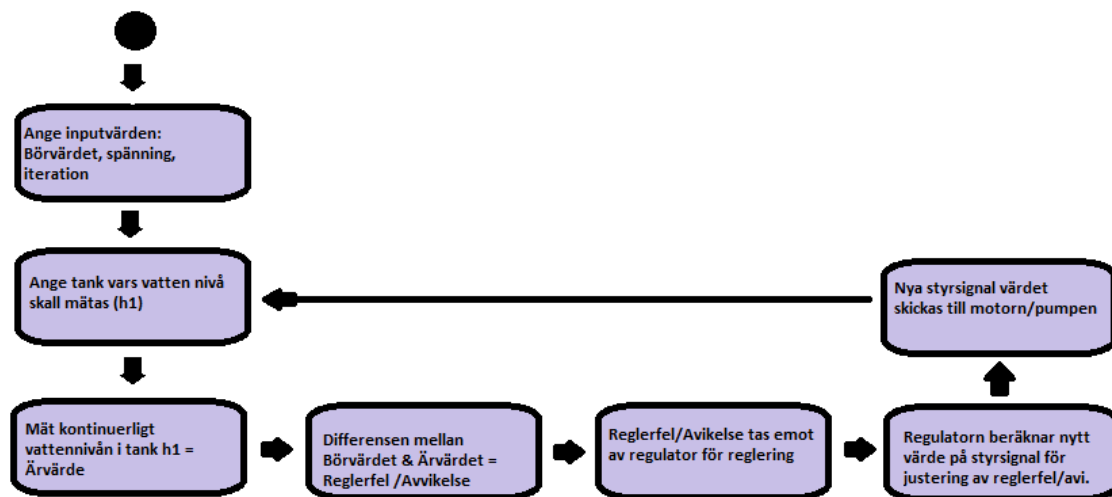 Ange inputvärden:
Börvärdet, spänning,
iteration
Ange tank vars vatten nivå
skall mätas (h1)
Mät kontinuerligt
vattennivån i tank h1 =
Ärvärde
Differensen mellan
Börvärdet & Ärvärdet =
Reglerfel /Avvikelse
Reglerfel/Avikelse tas emot
av regulator för reglering
Regulatorn beräknar nytt
värde på styrsignal för
justering av reglerfel/avi.
Nya styrsignal värdet
skickas till motorn/pumpen